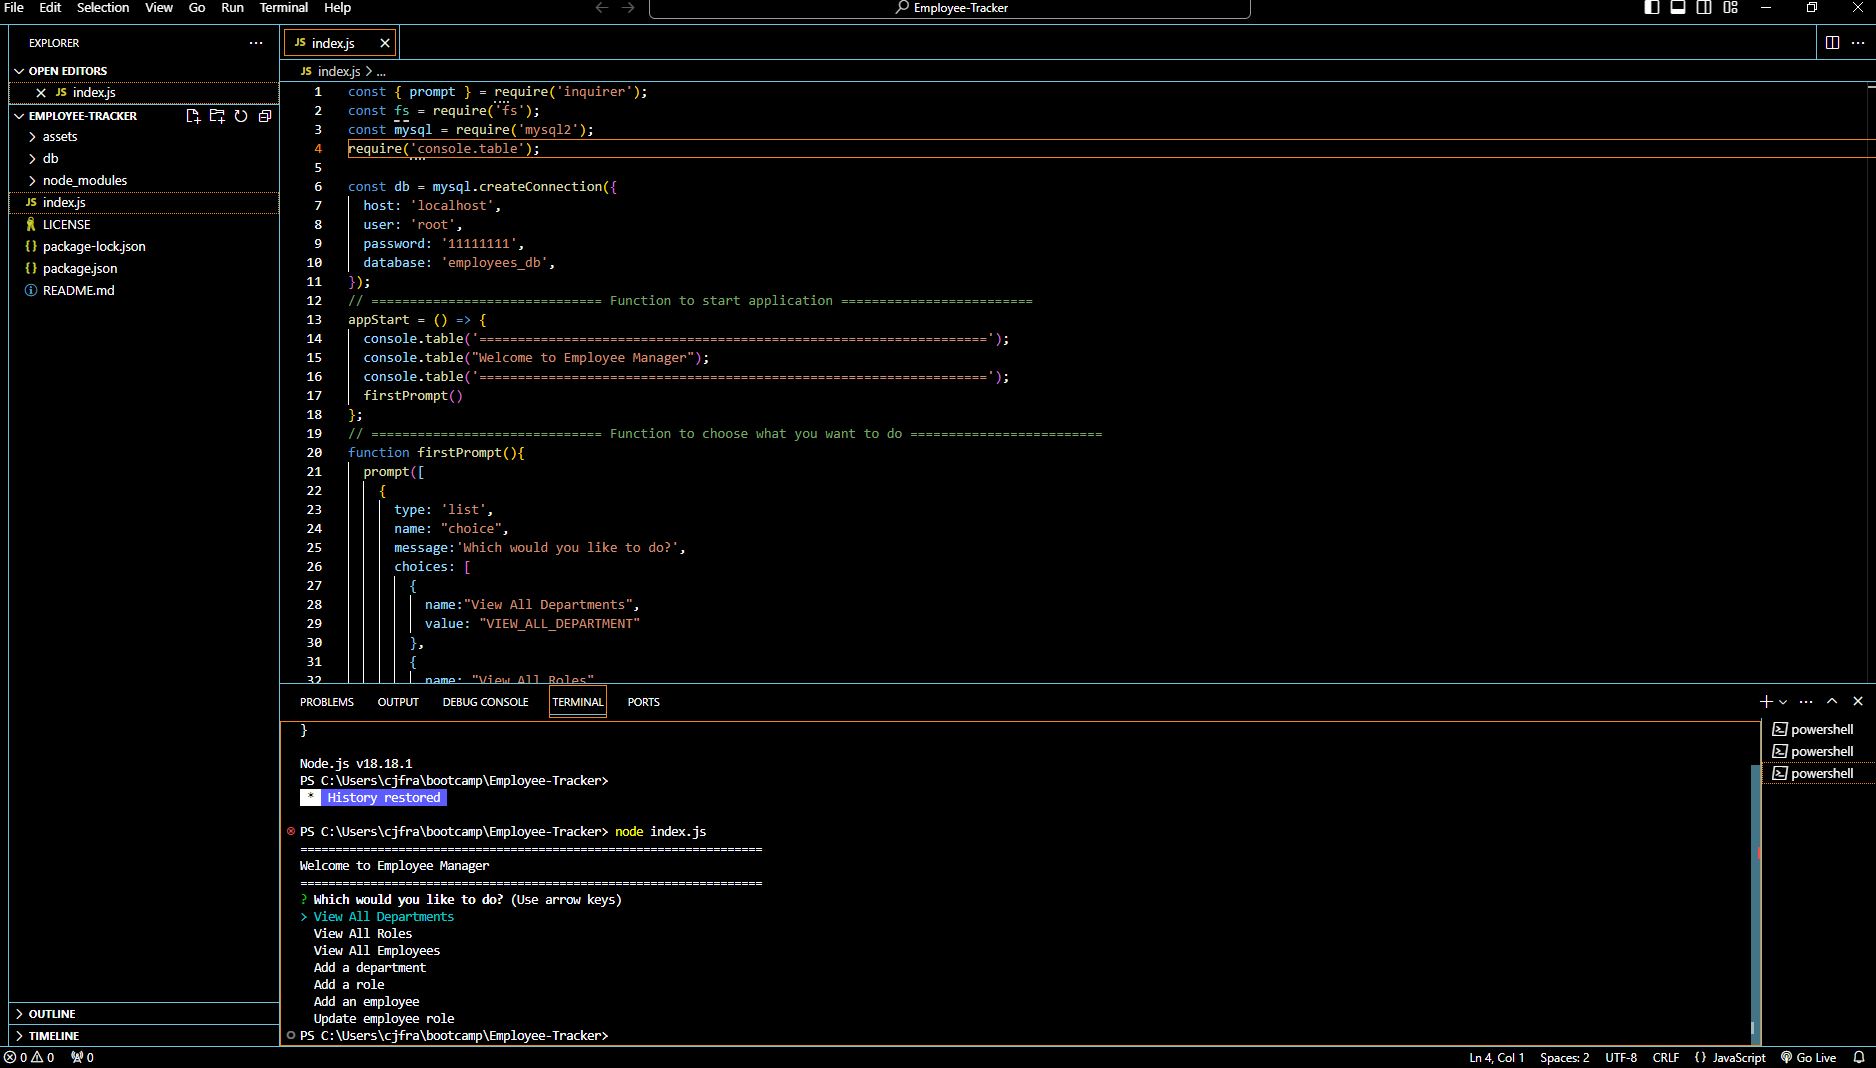 File Edit Selection View Go Run Terminal Help
Employee-Tracker
EXPLORER
OPEN EDITORS
JS index.js
EMPLOYEE-TRACKER
assets
db
node_modules
JS index.js
LICENSE
{} package-lock.json
{} package.json
README.md
OUTLINE
TIMELINE
JS index.js
JS index.js > ...
1 const { prompt } = require('inquirer');
2 const fs = require('fs');
3 const mysql = require('mysql2');
4 require('console.table');
5
6 const db = mysql.createConnection({
7 host: 'localhost',
8 user: 'root',
9 password: '11111111',
10 database: 'employees_db',
11 });
12 // ============================== Function to start application =========================
13 appStart = () => {
14 console.table('==================================================================');
15 console.table("Welcome to Employee Manager");
16 console.table('==================================================================');
17 firstPrompt()
18 };
19 // ============================== Function to choose what you want to do =========================
20 function firstPrompt(){
21 prompt([
22 {
23 type: 'list',
24 name: "choice",
25 message:'Which would you like to do?',
26 choices: [
27 {
28 name:"View All Departments",
29 value: "VIEW_ALL_DEPARTMENT"
30 },
31 {
32 name: "View All Roles"
PROBLEMS OUTPUT DEBUG CONSOLE TERMINAL PORTS
}
Node.js v18.18.1
PS C:\Users\cjfra\bootcamp\Employee-Tracker>
* History restored
PS C:\Users\cjfra\bootcamp\Employee-Tracker> node index.js
==================================================================
Welcome to Employee Manager
==================================================================
? Which would you like to do? (Use arrow keys)
> View All Departments
View All Roles
View All Employees
Add a department
Add a role
Add an employee
Update employee role
PS C:\Users\cjfra\bootcamp\Employee-Tracker>
powershell
powershell
powershell
0 0 0
Ln 4, Col 1 Spaces: 2 UTF-8 CRLF {} JavaScript Go Live